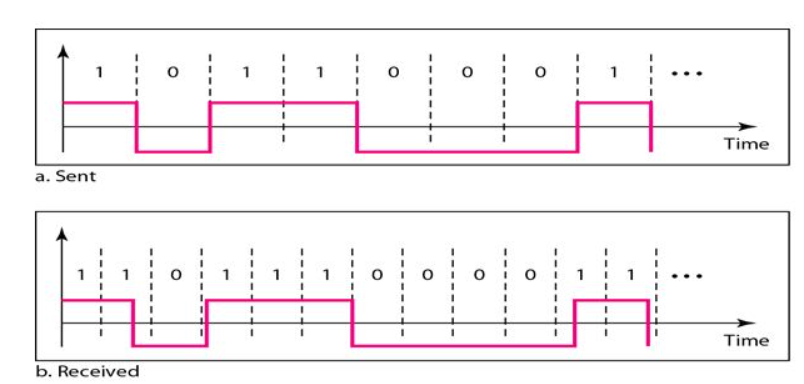 1 0 1 1 0 0 0 1 ...
Time
a. Sent
1 1 0 1 1 1 0 0 0 0 1 1 ...
Time
b. Received